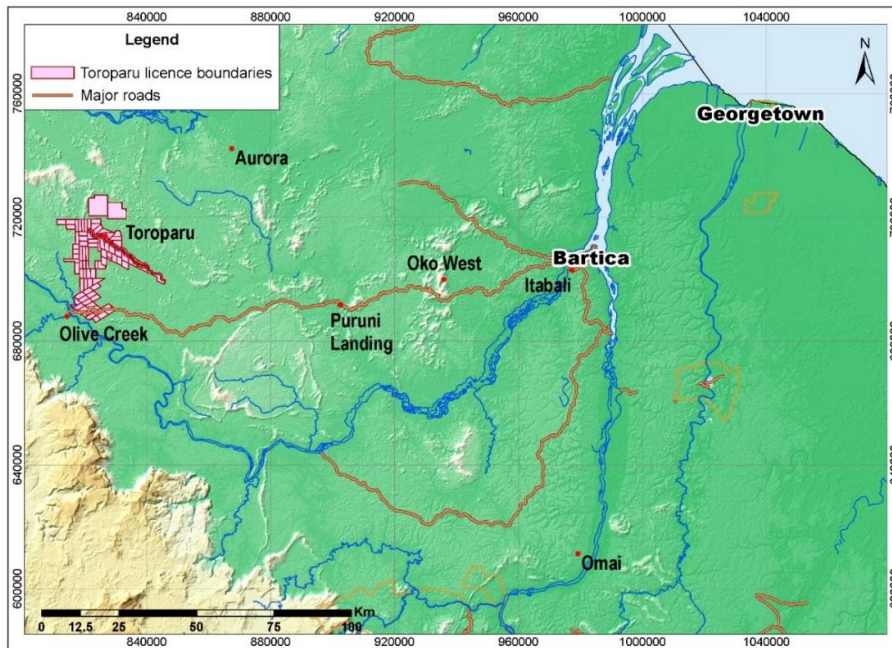 840000 880000 920000 960000 1000000 1040000
Legend
Toroparu licence boundaries
Major roads
N
760000
Georgetown
Aurora
720000
Toroparu
Bartica
Oko West
Itabali
Olive Creek
Puruni
Landing
680000
640000
Omai
600000
Km
0 12.5 25 50 75 100
840000 880000 920000 960000 1000000 1040000